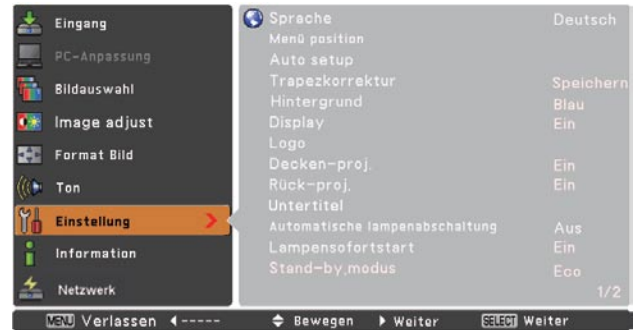 Eingang
PC-Anpassung
Bildauswahl
Image adjust
Format Bild
Ton
Einstellung
Information
Netzwerk
Sprache Deutsch
Menü position
Auto setup
Trapezkorrektur Speichern
Hintergrund Blau
Display Ein
Logo
Decken-proj. Ein
Rück-proj. Ein
Untertitel
Automatische lampenabschaltung Aus
Lampensofortstart Ein
Stand-by,modus Eco
1/2
MENU Verlassen ◀----- Bewegen ▶ Weiter SELECT Weiter